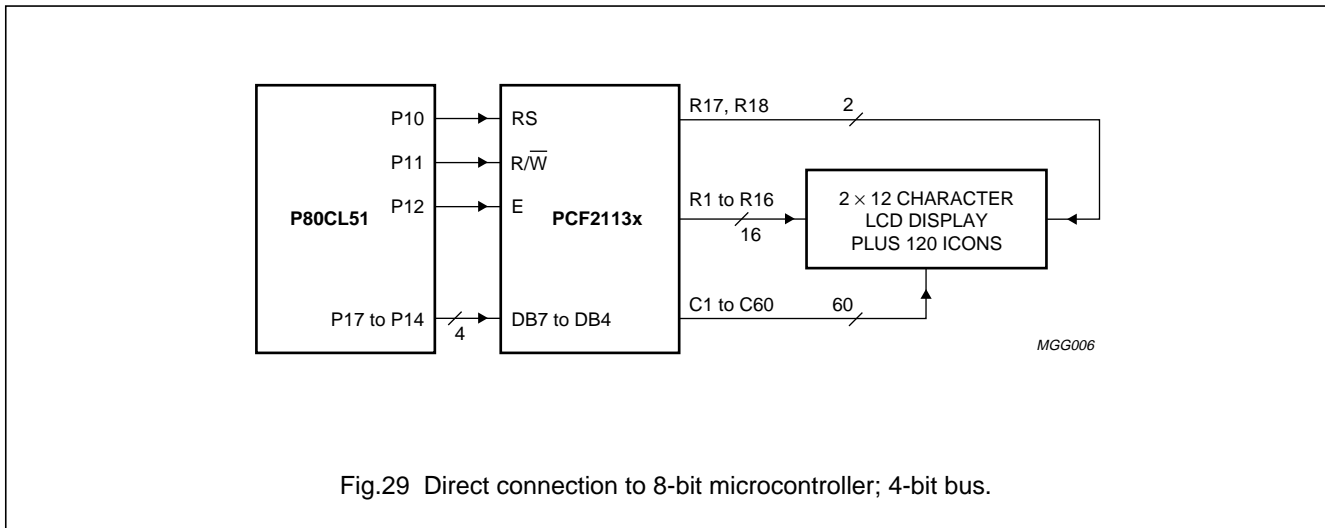 P80CL51
P10
P11
P12
P17 to P14
4
RS
R/W̅
E
PCF2113x
DB7 to DB4
R17, R18
2
R1 to R16
16
C1 to C60
60
2 × 12 CHARACTER
LCD DISPLAY
PLUS 120 ICONS
MGG006
Fig.29 Direct connection to 8-bit microcontroller; 4-bit bus.